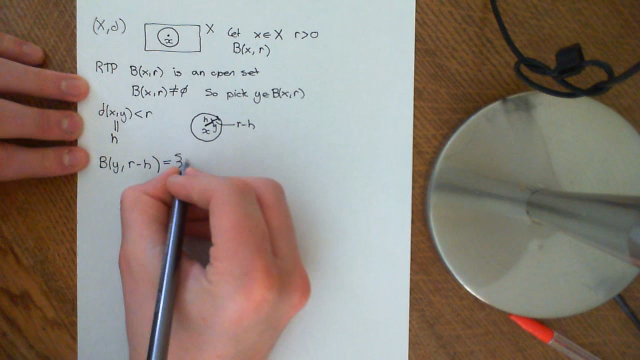 (X,d) X Let x∈X r>0
x B(x,r)
RTP B(x,r) is an open set
B(x,r)≠∅ So pick y∈B(x,r)
d(x,y)<r
h y r-h
x
||
h
B(y, r-h) = {